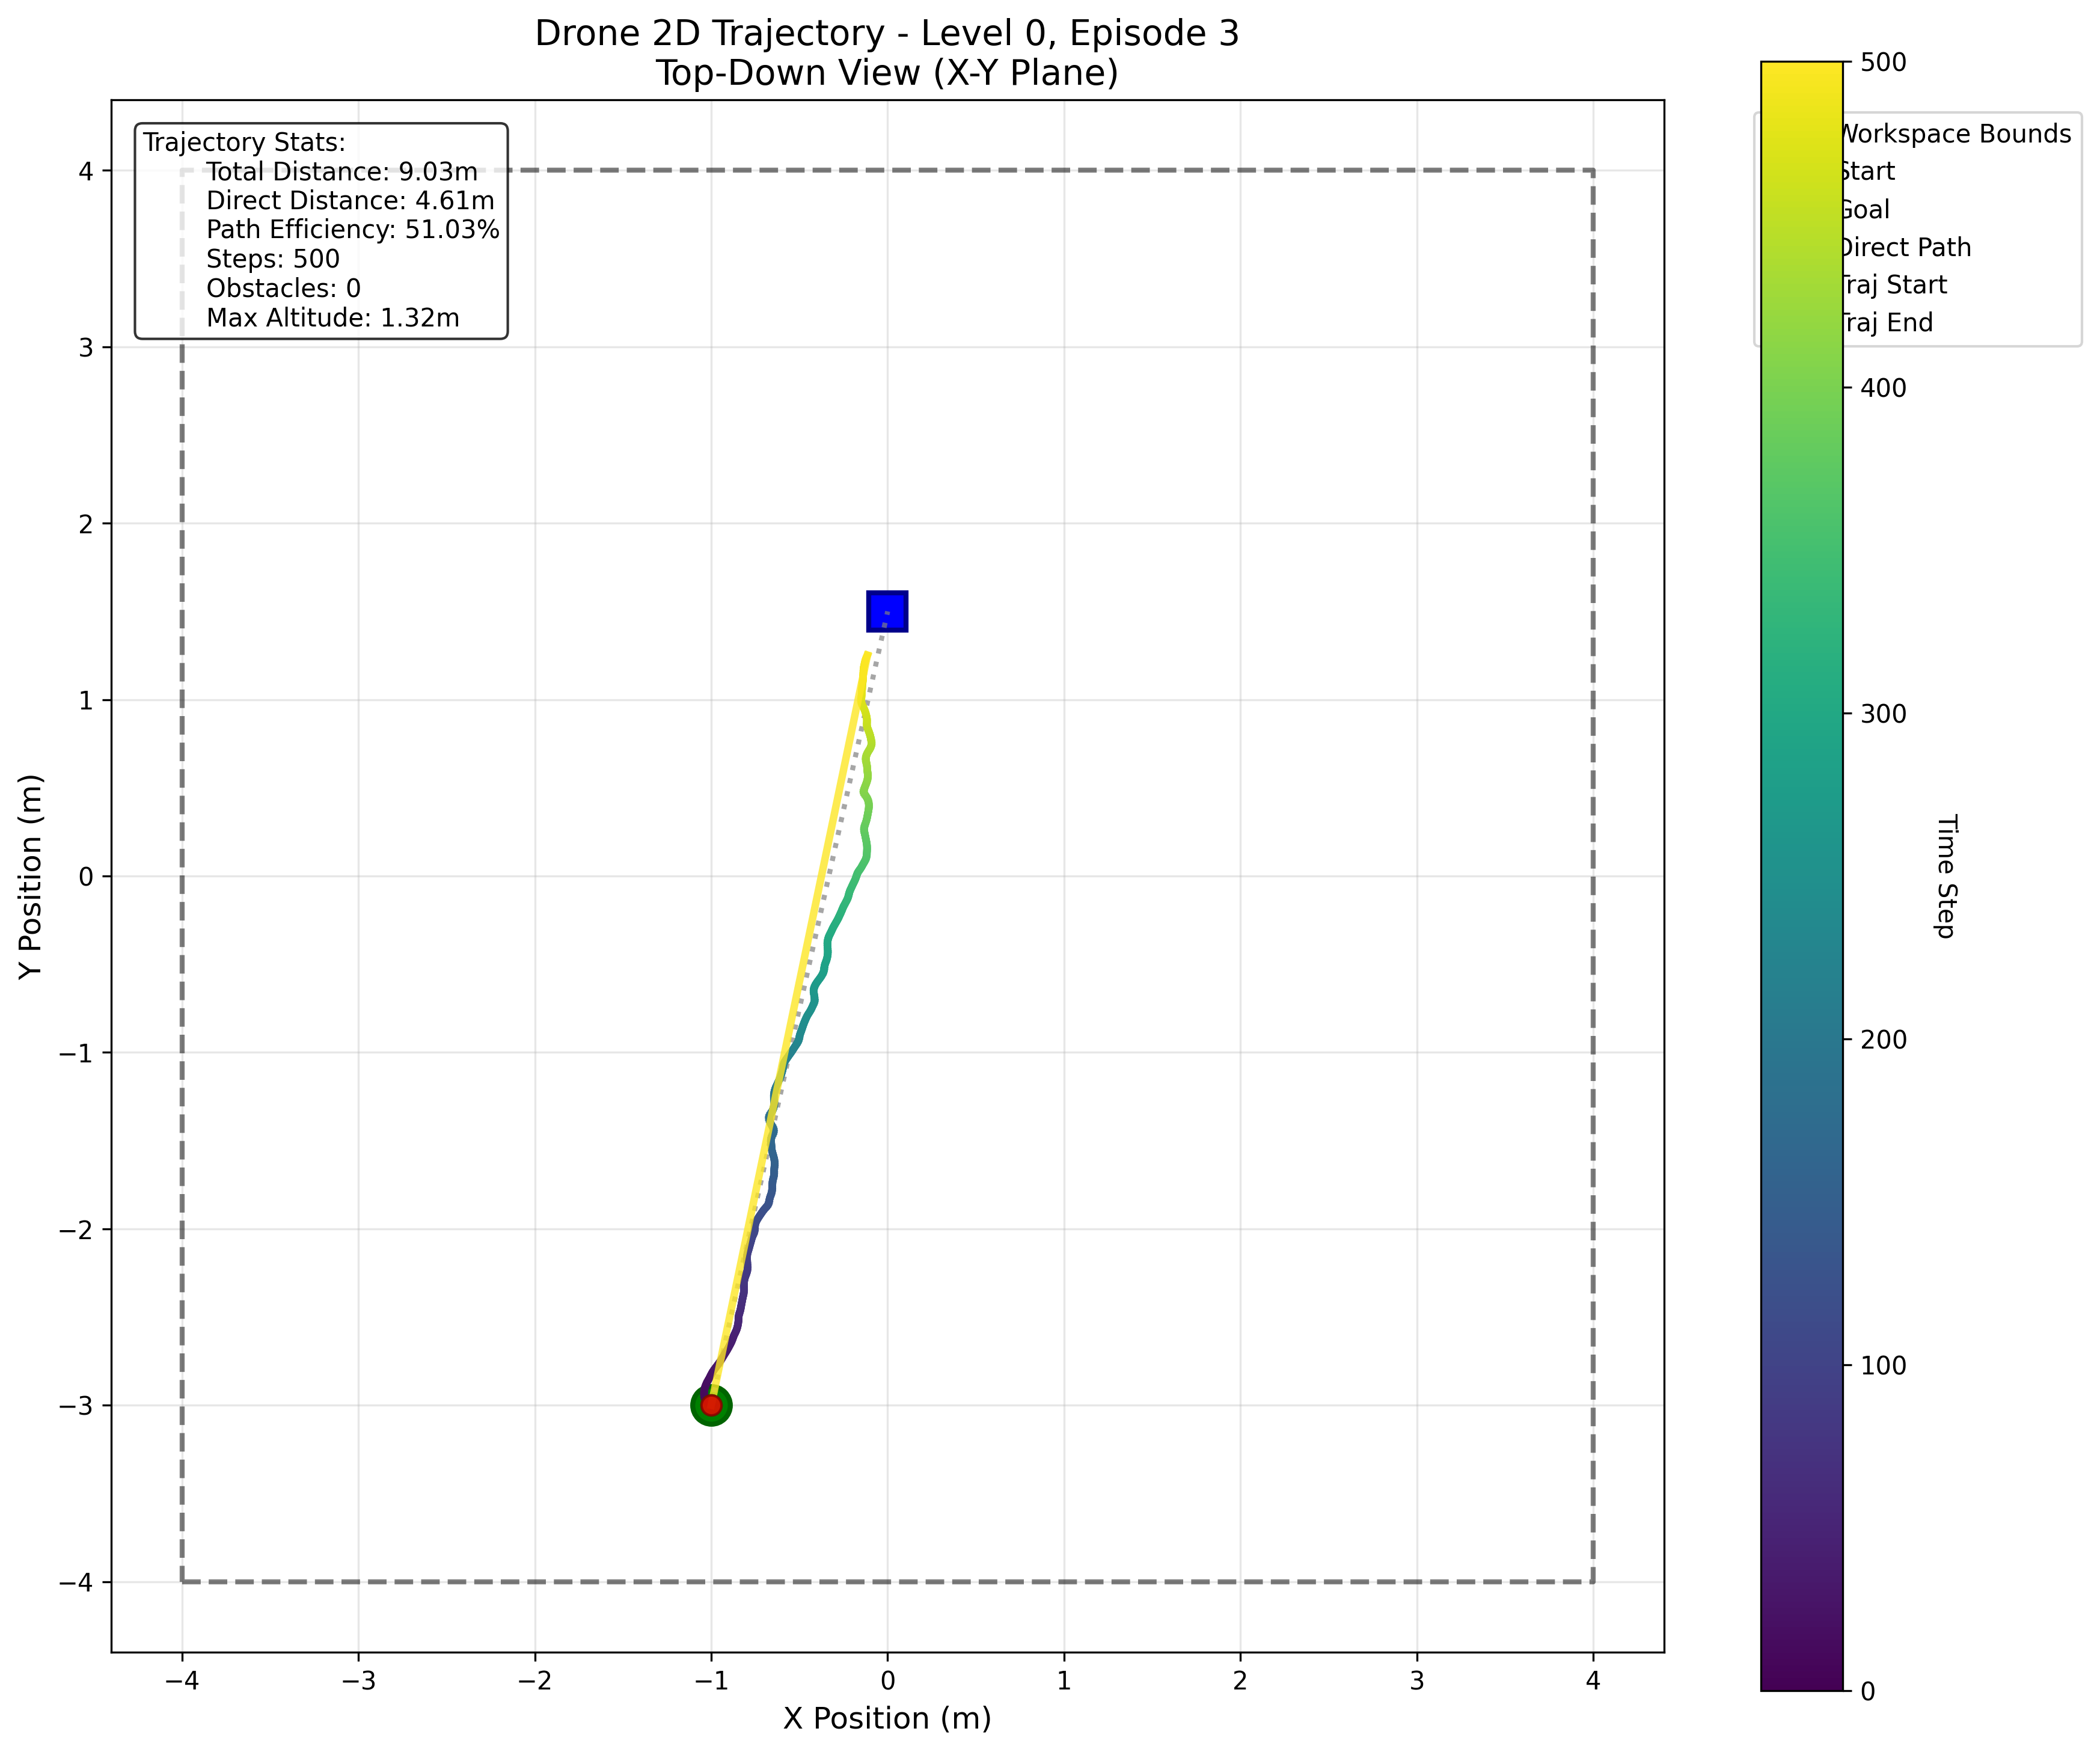 Drone 2D Trajectory - Level 0, Episode 3
Top-Down View (X-Y Plane)
Trajectory Stats:
Total Distance: 9.03m
Direct Distance: 4.61m
Path Efficiency: 51.03%
Steps: 500
Obstacles: 0
Max Altitude: 1.32m
4
3
2
1
0
−1
−2
−3
−4
Y Position (m)
−4
−3
−2
−1
0
1
2
3
4
X Position (m)
500
400
300
200
100
0
Time Step
Workspace Bounds
Start
Goal
Direct Path
Traj Start
Traj End